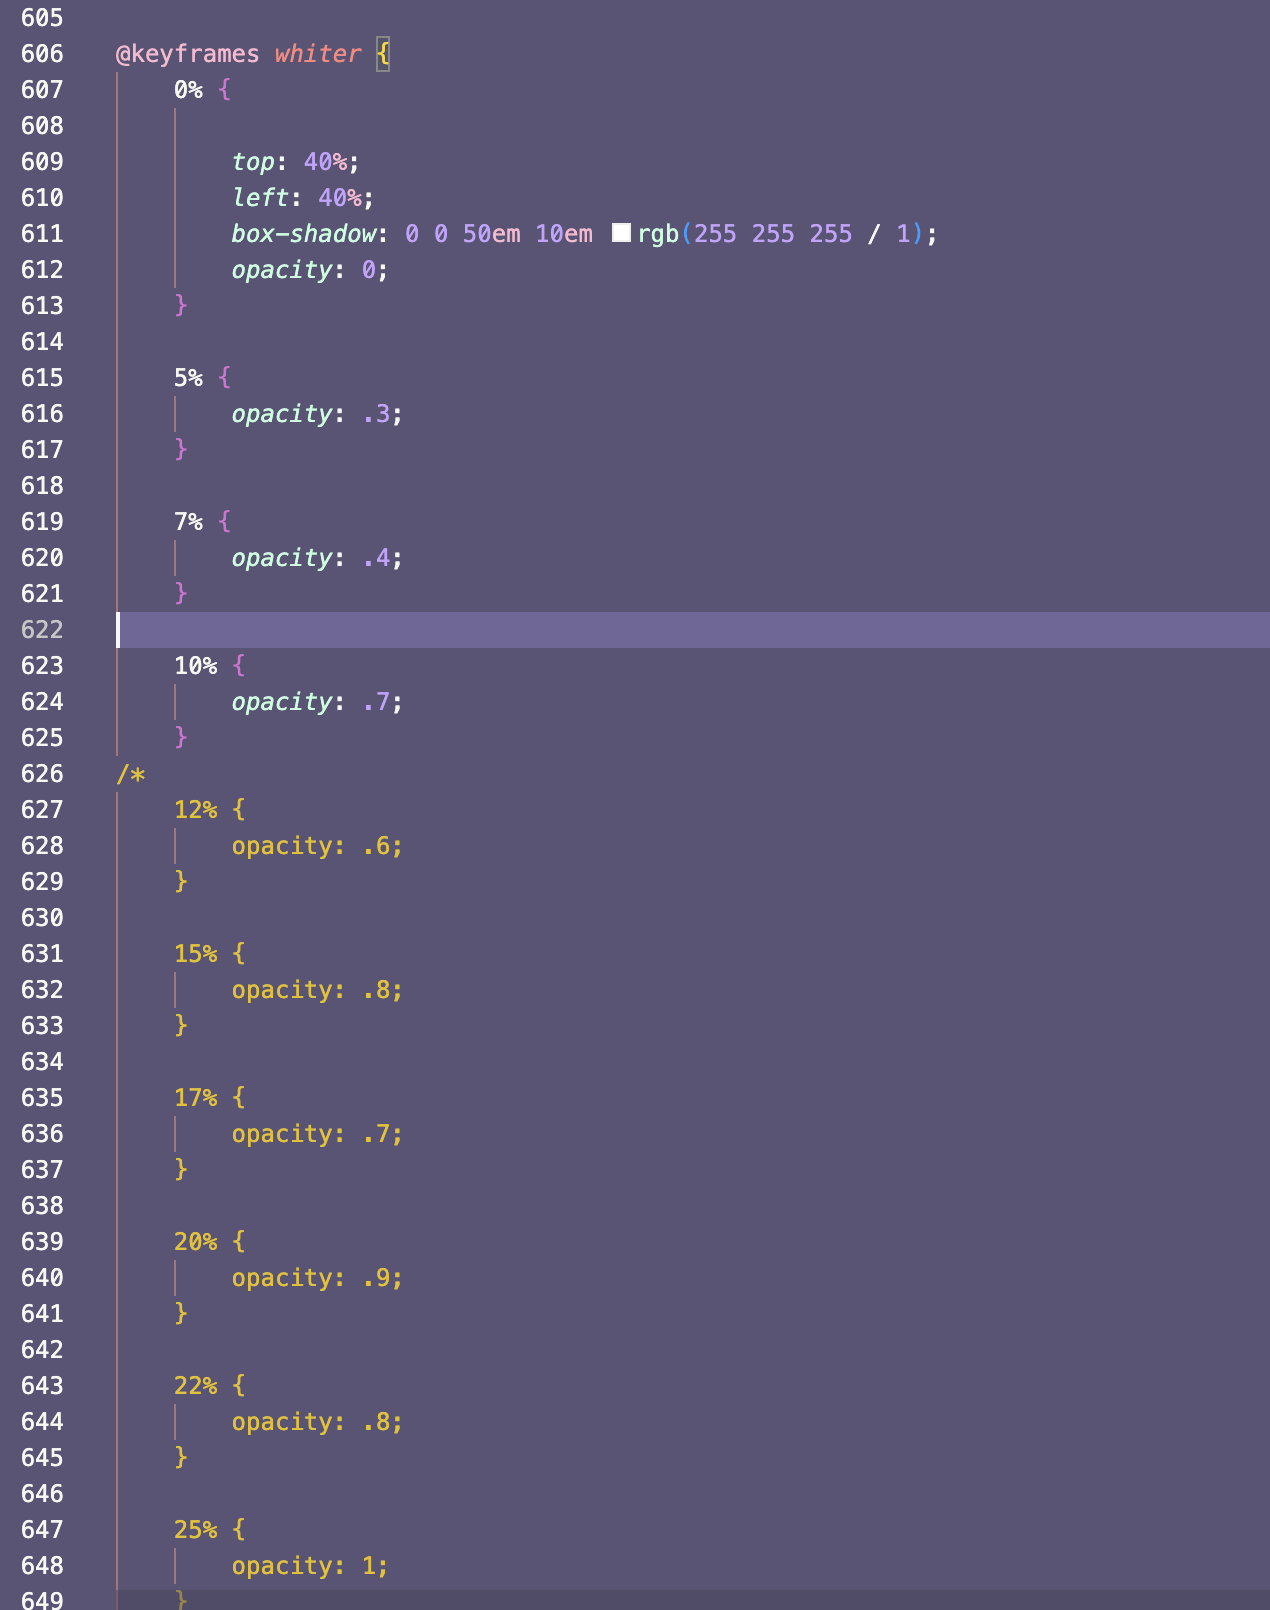 605
606 @keyframes whiter {
607 0% {
608
609 top: 40%;
610 left: 40%;
611 box-shadow: 0 0 50em 10em rgb(255 255 255 / 1);
612 opacity: 0;
613 }
614
615 5% {
616 opacity: .3;
617 }
618
619 7% {
620 opacity: .4;
621 }
622
623 10% {
624 opacity: .7;
625 }
626 /*
627 12% {
628 opacity: .6;
629 }
630
631 15% {
632 opacity: .8;
633 }
634
635 17% {
636 opacity: .7;
637 }
638
639 20% {
640 opacity: .9;
641 }
642
643 22% {
644 opacity: .8;
645 }
646
647 25% {
648 opacity: 1;
649 }